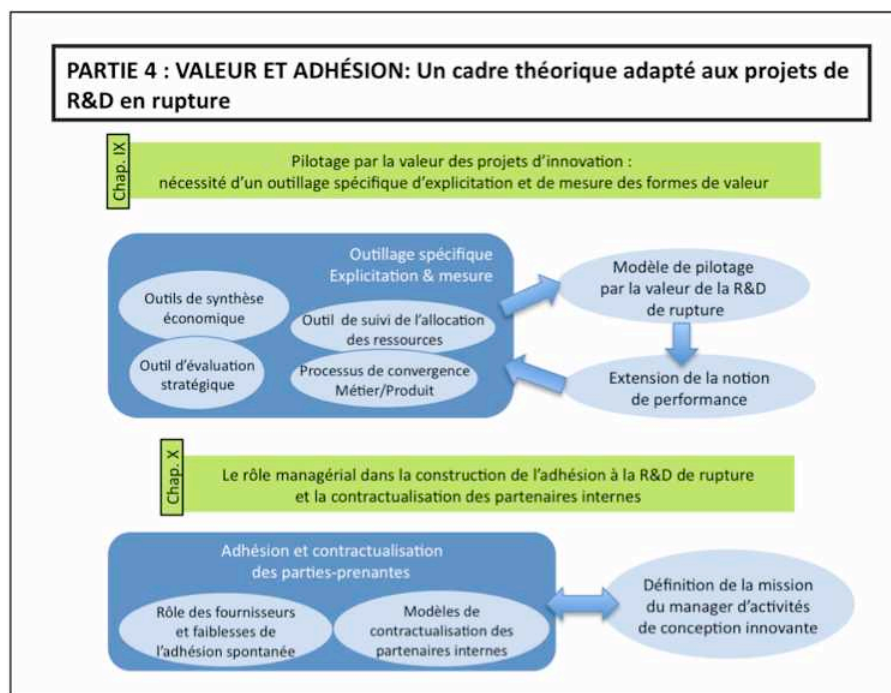 PARTIE 4 : VALEUR ET ADHÉSION: Un cadre théorique adapté aux projets de
R&D en rupture
Chap. IX
Pilotage par la valeur des projets d'innovation :
nécessité d'un outillage spécifique d'explicitation et de mesure des formes de valeur
Outillage spécifique
Explicitation & mesure
Outils de synthèse
économique
Outil de suivi de l'allocation
des ressources
Outil d'évaluation
stratégique
Processus de convergence
Métier/Produit
Modèle de pilotage
par la valeur de la R&D
de rupture
Extension de la notion
de performance
Chap. X
Le rôle managérial dans la construction de l'adhésion à la R&D de rupture
et la contractualisation des partenaires internes
Adhésion et contractualisation
des parties-prenantes
Rôle des fournisseurs
et faiblesses de
l'adhésion spontanée
Modèles de
contractualisation des
partenaires internes
Définition de la mission
du manager d'activités
de conception innovante